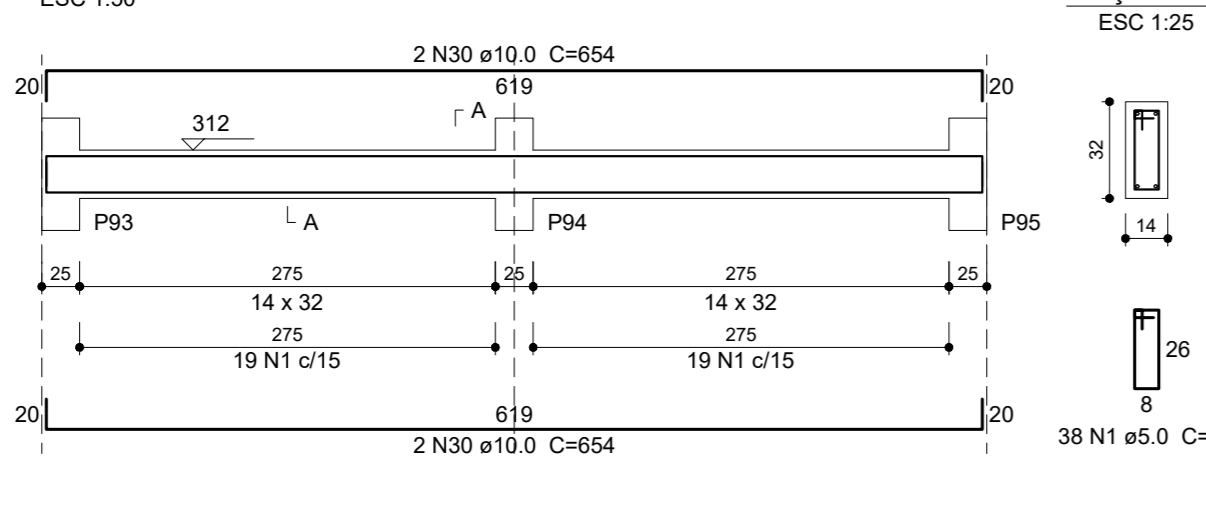 ESC 1:50
ESC 1:25
2 N30 ø10.0 C=654
20 619 20
A
312
32
A
P93 P94 P95
14
25 275 25 275 25
14 x 32 14 x 32
275 275
19 N1 c/15 19 N1 c/15
26
8
20 619 20
38 N1 ø5.0 C=
2 N30 ø10.0 C=654